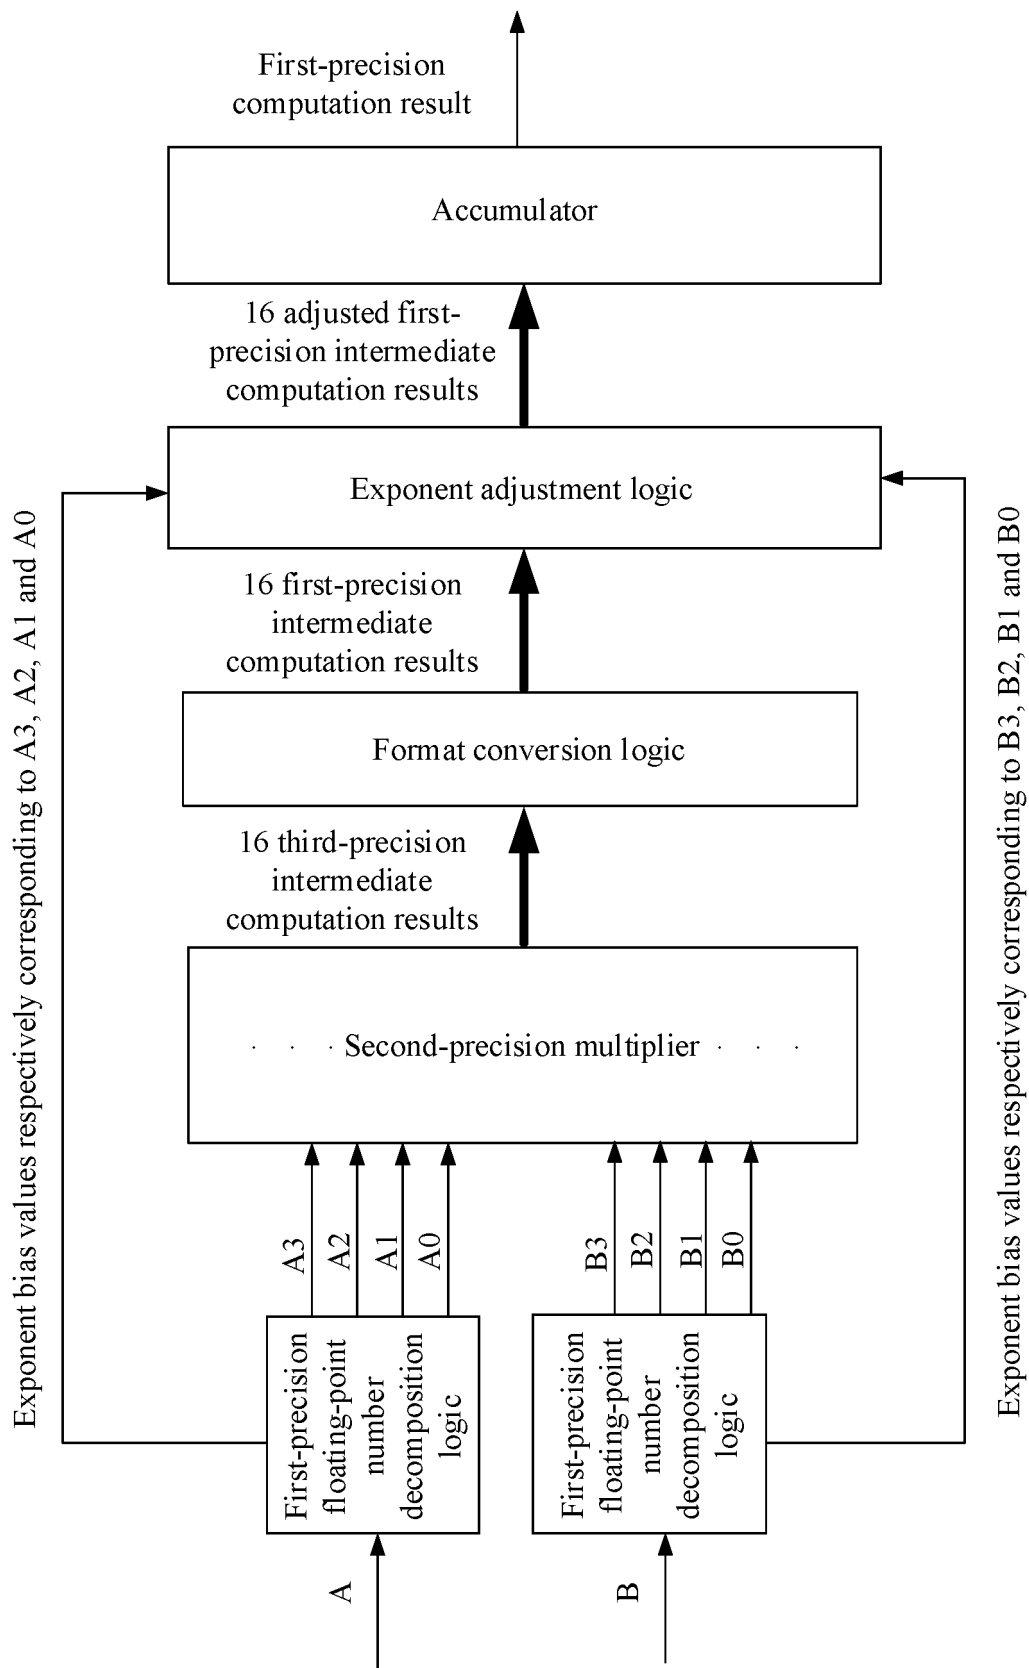 First-precision
computation result
Accumulator
16 adjusted first-
precision intermediate
computation results
Exponent adjustment logic
16 first-precision
intermediate
computation results
Format conversion logic
16 third-precision
intermediate
computation results
. . . Second-precision multiplier . . .
A3
A2
A1
A0
B3
B2
B1
B0
First-precision
floating-point
number
decomposition
logic
First-precision
floating-point
number
decomposition
logic
A
B
Exponent bias values respectively corresponding to A3, A2, A1 and A0
Exponent bias values respectively corresponding to B3, B2, B1 and B0